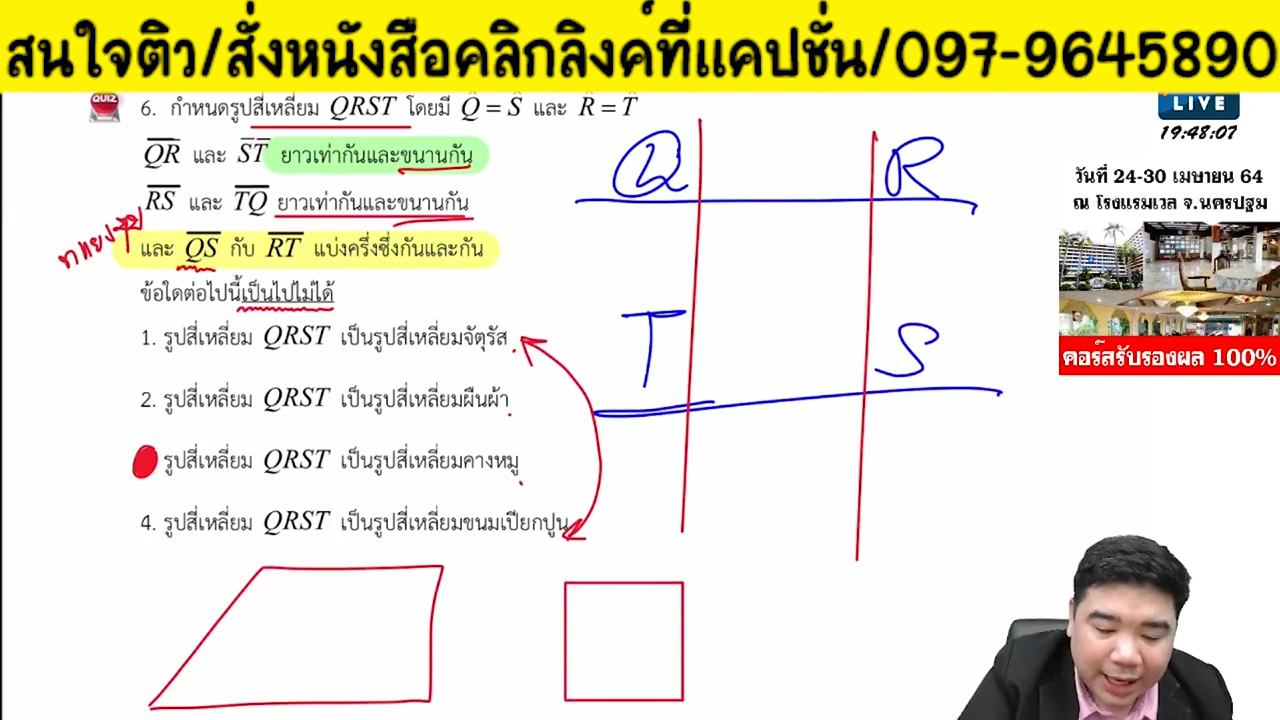 สนใจติว/สั่งหนังสือคลิกลิงค์ที่แคปชั่น/097-9645890
QUIZ
6. กำหนดรูปสี่เหลี่ยม QRST โดยมี Q̂ = Ŝ และ R̂ = T̂
QR และ ST ยาวเท่ากันและขนานกัน
RS และ TQ ยาวเท่ากันและขนานกัน
ทแยงมุม
และ QS กับ RT แบ่งครึ่งซึ่งกันและกัน
ข้อใดต่อไปนี้เป็นไปไม่ได้
1. รูปสี่เหลี่ยม QRST เป็นรูปสี่เหลี่ยมจัตุรัส
2. รูปสี่เหลี่ยม QRST เป็นรูปสี่เหลี่ยมผืนผ้า
รูปสี่เหลี่ยม QRST เป็นรูปสี่เหลี่ยมคางหมู
4. รูปสี่เหลี่ยม QRST เป็นรูปสี่เหลี่ยมขนมเปียกปูน
Q R
T S
LIVE
19:48:07
วันที่ 24-30 เมษายน 64
ณ โรงแรมเวล จ.นครปฐม
คอร์สรับรองผล 100%